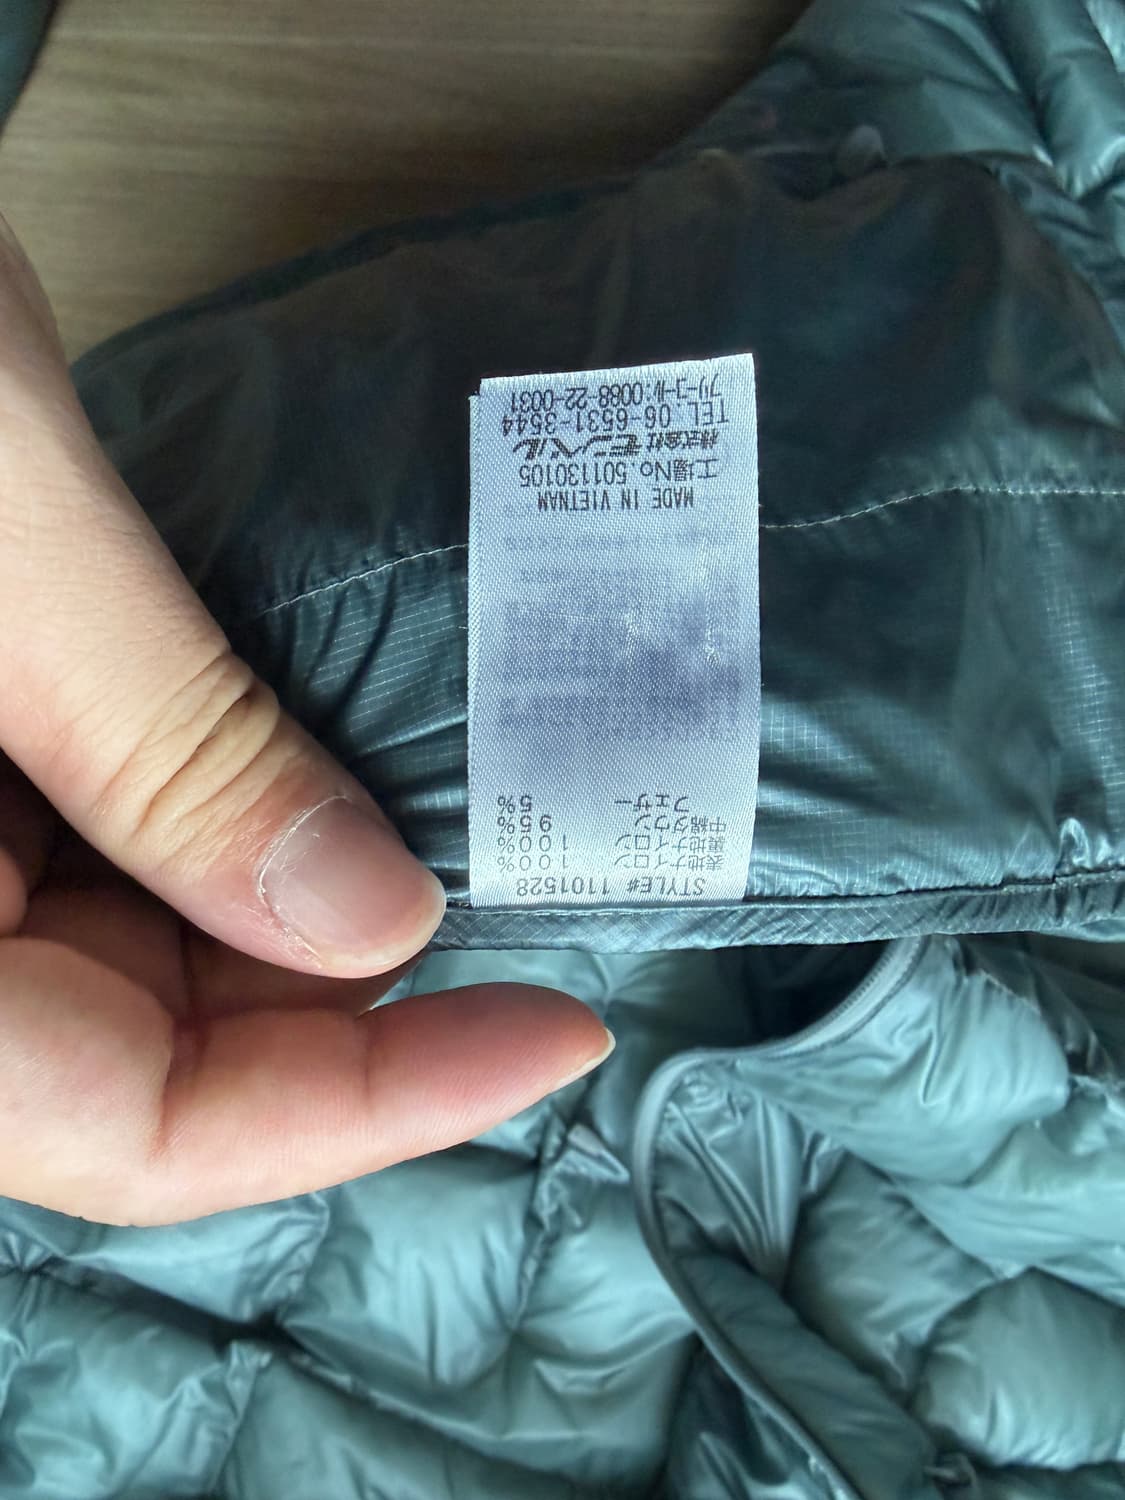 STYLE# 1101528
表地ナイロン 100%
裏地ナイロン 100%
中綿ダウン 95%
フェザー 5%
MADE IN VIETNAM
工場No. 501130105
株式会社モンベル
TEL. 06-6531-3544
フリーコール:0088-22-0031